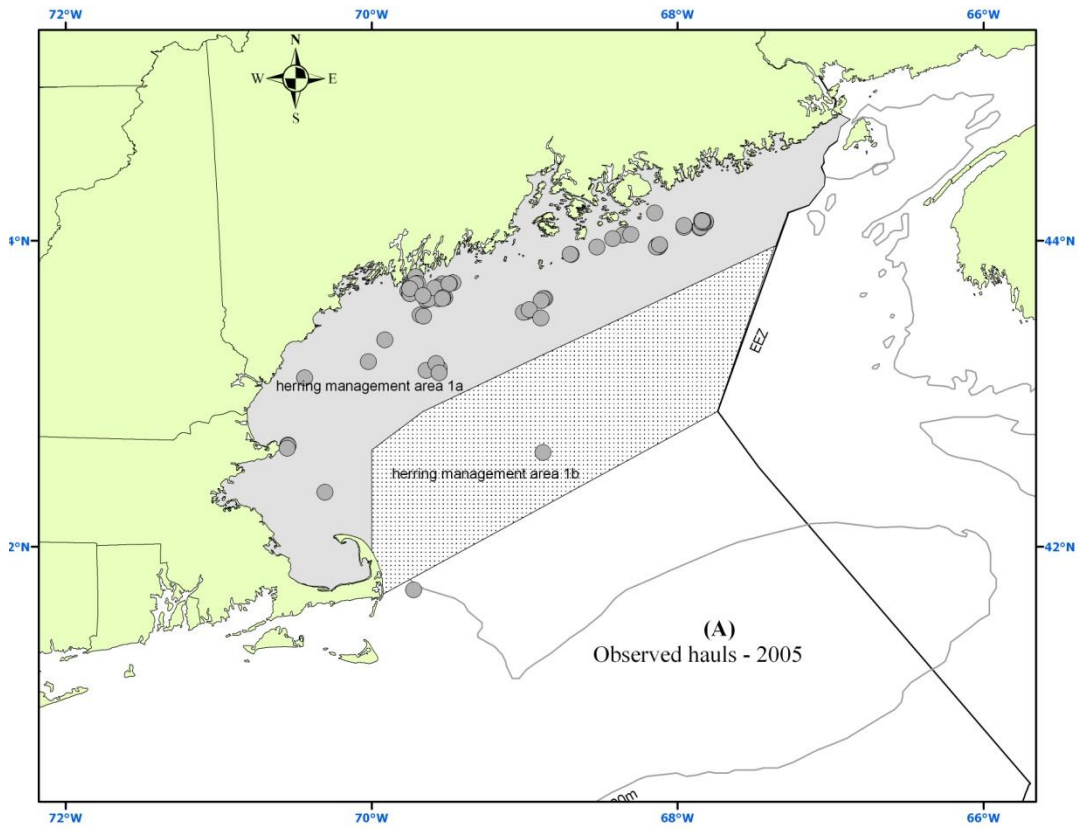 72°W 70°W 68°W 66°W
N
W E
S
4°N 44°N
EEZ
herring management area 1a
herring management area 1b
2°N 42°N
(A)
Observed hauls - 2005
00m
72°W 70°W 68°W 66°W